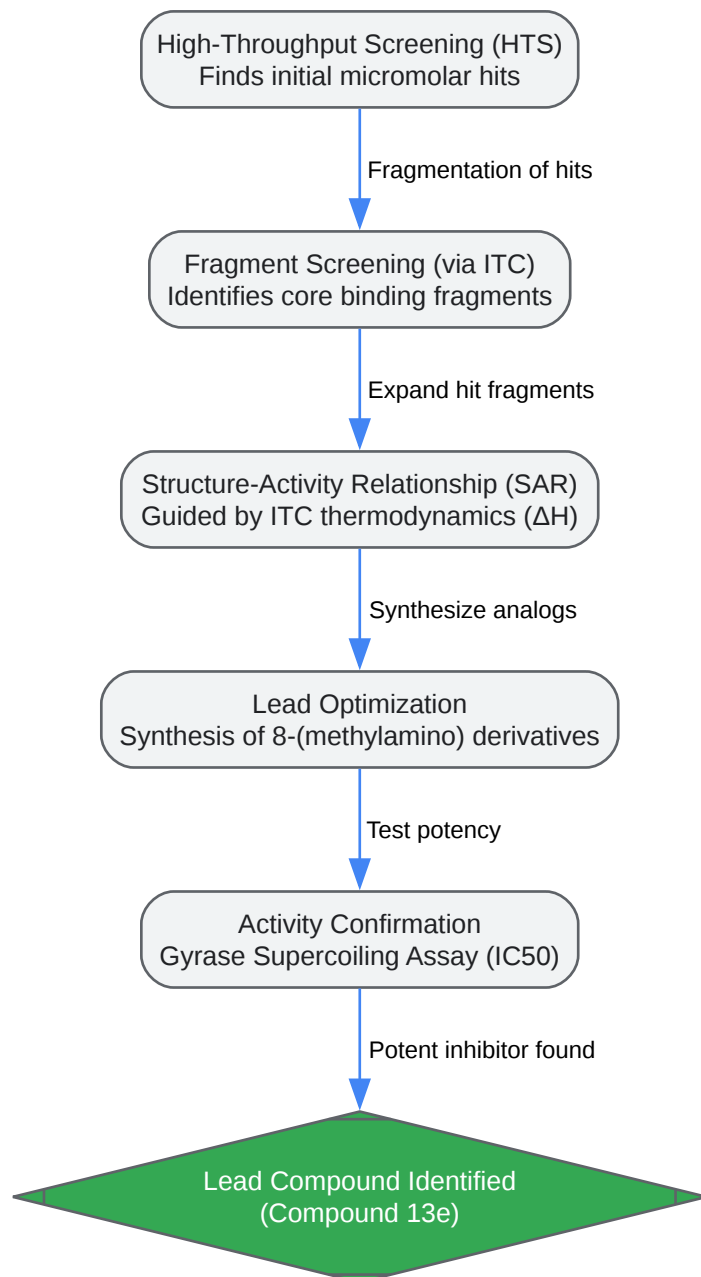 High-Throughput Screening (HTS)
Finds initial micromolar hits
Fragmentation of hits
Fragment Screening (via ITC)
Identifies core binding fragments
Expand hit fragments
Structure-Activity Relationship (SAR)
Guided by ITC thermodynamics (ΔH)
Synthesize analogs
Lead Optimization
Synthesis of 8-(methylamino) derivatives
Test potency
Activity Confirmation
Gyrase Supercoiling Assay (IC50)
Potent inhibitor found
Lead Compound Identified
(Compound 13e)